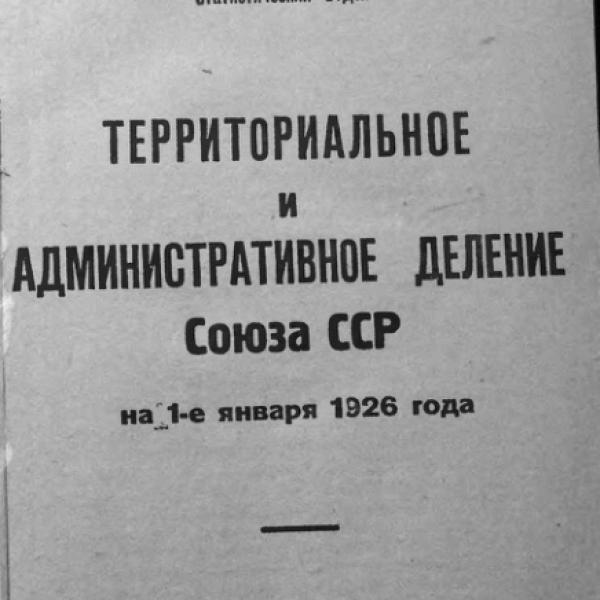 ТЕРРИТОРИАЛЬНОЕ
и
АДМИНИСТРАТИВНОЕ ДЕЛЕНИЕ
Союза ССР
на 1-е января 1926 года